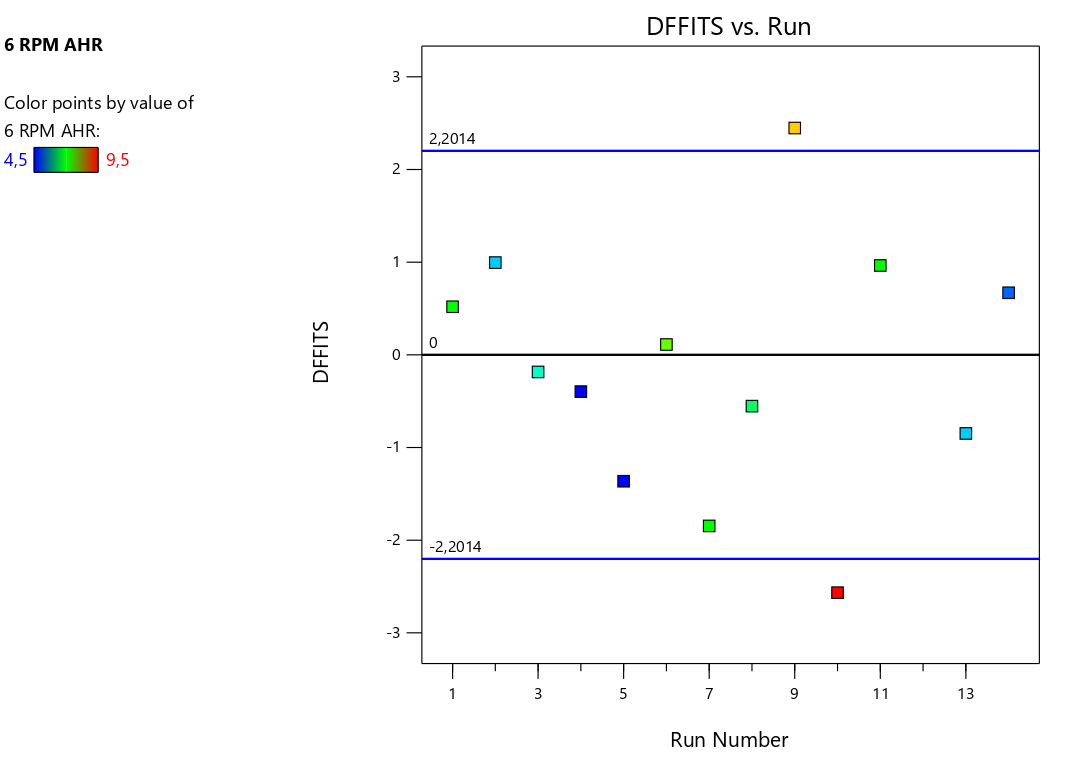 6 RPM AHR
Color points by value of
6 RPM AHR:
4,5 9,5
DFFITS vs. Run
DFFITS
3
2
1
0
-1
-2
-3
2,2014
0
-2,2014
1 3 5 7 9 11 13
Run Number